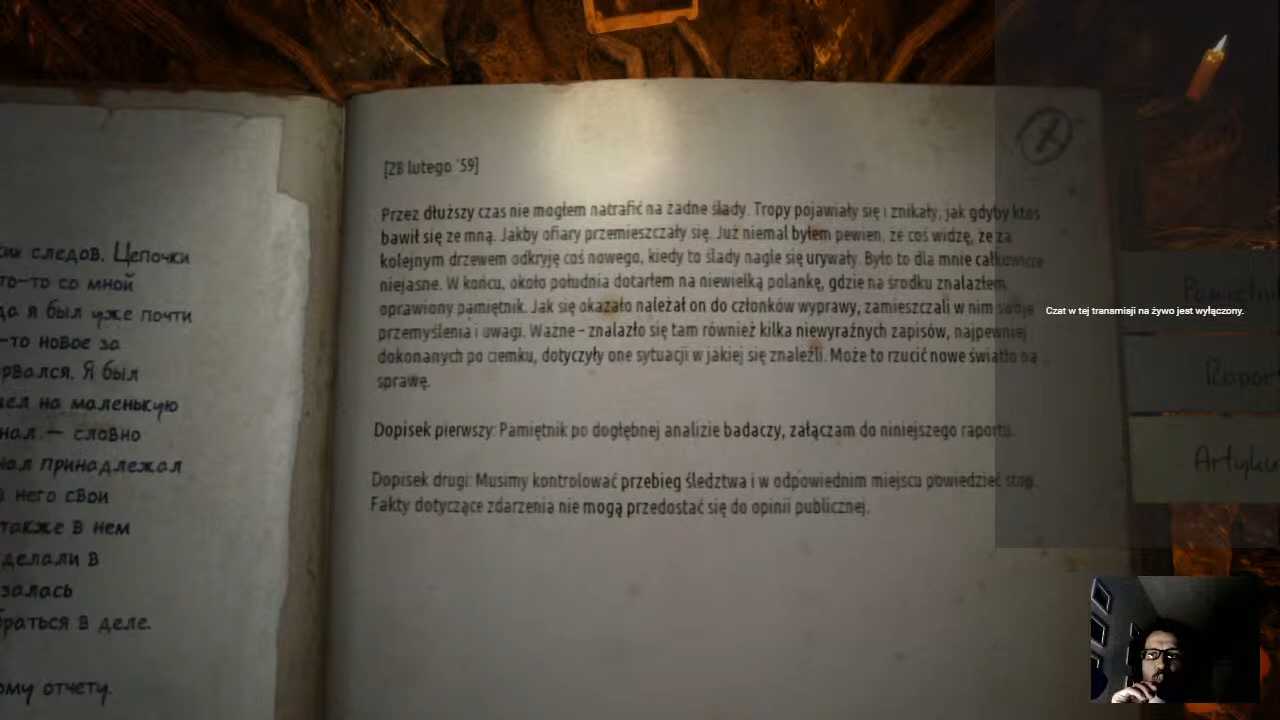 ких следов. Цепочки
то-то со мной
да я был уже почти
-то новое за
рвался. Я был
шел на маленькую
нал — словно
нал принадлежал
в него свои
также в нем
делали в
залась
браться в деле.
ому отчету.
[28 lutego '59]
Przez dłuższy czas nie mogłem natrafić na żadne ślady. Tropy pojawiały się i znikały, jak gdyby ktoś
bawił się ze mną. Jakby ofiary przemieszczały się. Już niemal byłem pewien, że coś widzę, że za
kolejnym drzewem odkryję coś nowego, kiedy to ślady nagle się urywały. Było to dla mnie całkowicie
niejasne. W końcu, około południa dotarłem na niewielką polankę, gdzie na środku znalazłem
oprawiony pamiętnik. Jak się okazało należał on do członków wyprawy, zamieszczali w nim swoje
przemyślenia i uwagi. Ważne – znalazło się tam również kilka niewyraźnych zapisów, najpewniej
dokonanych po ciemku, dotyczyły one sytuacji w jakiej się znaleźli. Może to rzucić nowe światło na
sprawę.
Dopisek pierwszy: Pamiętnik po dogłębnej analizie badaczy, załączam do niniejszego raportu.
Dopisek drugi: Musimy kontrolować przebieg śledztwa i w odpowiednim miejscu powiedzieć stop.
Fakty dotyczące zdarzenia nie mogą przedostać się do opinii publicznej.
Pamiętni
Czat w tej transmisji na żywo jest wyłączony.
Rapor
Artyku